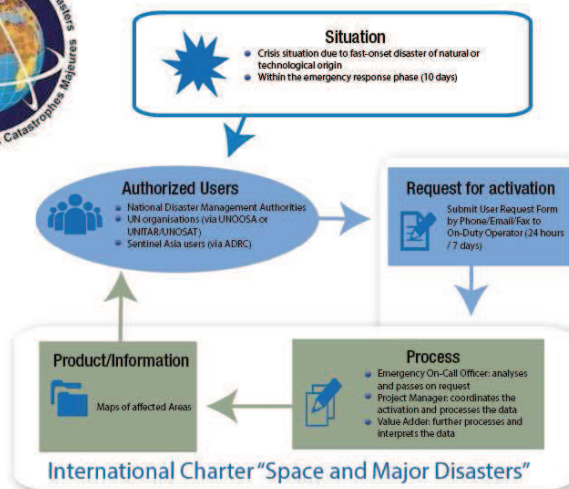 Disasters
Catastrophes Majeures
Situation
Crisis situation due to fast-onset disaster of natural or
technological origin
Within the emergency response phase (10 days)
Authorized Users
National Disaster Management Authorities
UN organisations (via UNOOSA or
UNITAR/UNOSAT)
Sentinel Asia users (via ADRC)
Request for activation
Submit User Request Form
by Phone/Email/Fax to
On-Duty Operator (24 hours
/ 7 days)
Product/Information
Maps of affected Areas
Process
Emergency On-Call Officer: analyses
and passes on request
Project Manager: coordinates the
activation and processes the data
Value Adder: further processes and
interprets the data
International Charter "Space and Major Disasters"